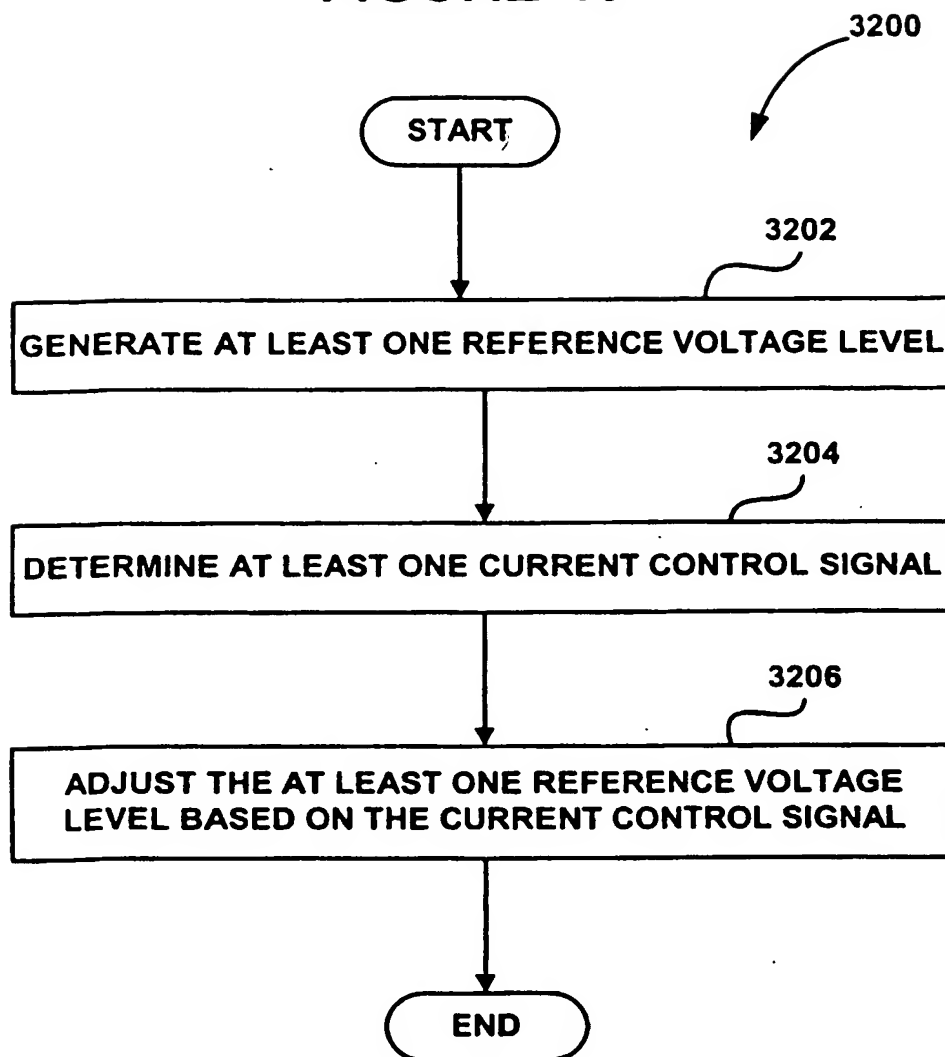 3200
START
3202
GENERATE AT LEAST ONE REFERENCE VOLTAGE LEVEL
3204
DETERMINE AT LEAST ONE CURRENT CONTROL SIGNAL
3206
ADJUST THE AT LEAST ONE REFERENCE VOLTAGE
LEVEL BASED ON THE CURRENT CONTROL SIGNAL
END